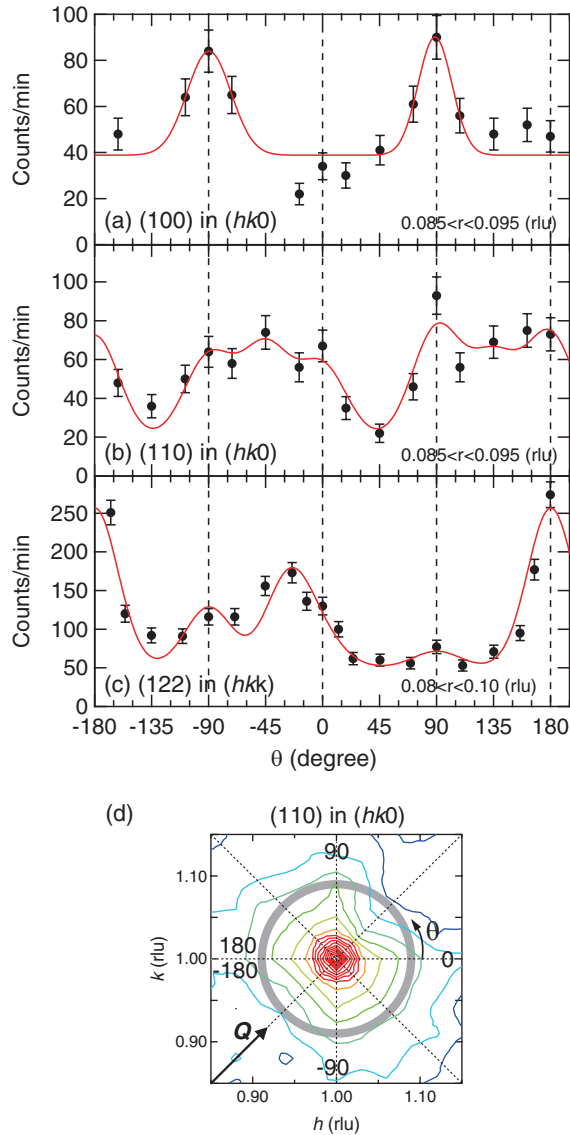 100
80
60
40
20
0
Counts/min
(a) (100) in (hk0)
0.085<r<0.095 (rlu)
100
80
60
40
20
0
Counts/min
(b) (110) in (hk0)
0.085<r<0.095 (rlu)
250
200
150
100
50
0
Counts/min
(c) (122) in (hkk)
0.08<r<0.10 (rlu)
-180 -135 -90 -45 0 45 90 135 180
θ (degree)
(d) (110) in (hk0)
90
1.10
θ
180
0
1.00
-180
k (rlu)
Q
0.90
-90
0.90 1.00 1.10
h (rlu)